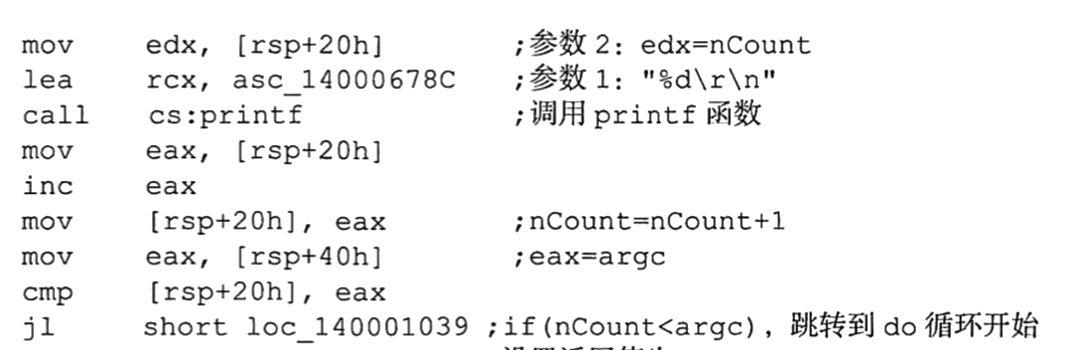 mov edx, [rsp+20h] ;参数 2: edx=nCount
lea rcx, asc_14000678C ;参数 1: "%d\r\n"
call cs:printf ;调用 printf 函数
mov eax, [rsp+20h]
inc eax
mov [rsp+20h], eax ;nCount=nCount+1
mov eax, [rsp+40h] ;eax=argc
cmp [rsp+20h], eax
jl short loc_140001039 ;if(nCount<argc), 跳转到 do 循环开始